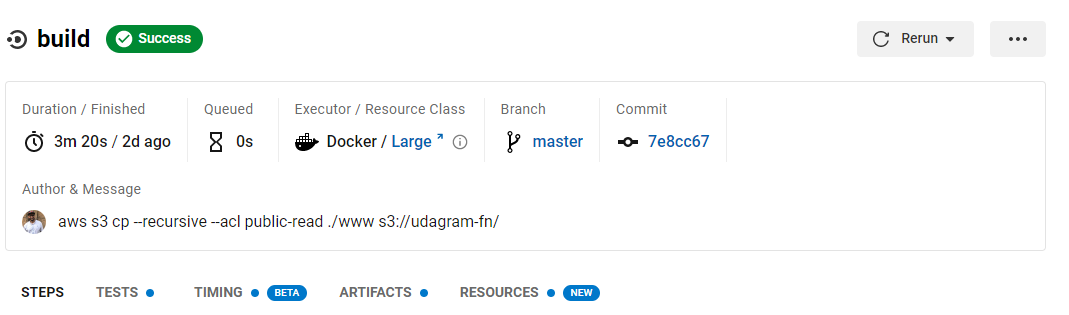 build Success Rerun
Duration / Finished Queued Executor / Resource Class Branch Commit
3m 20s / 2d ago 0s Docker / Large master 7e8cc67
Author & Message
aws s3 cp --recursive --acl public-read ./www s3://udagram-fn/
STEPS TESTS TIMING BETA ARTIFACTS RESOURCES NEW